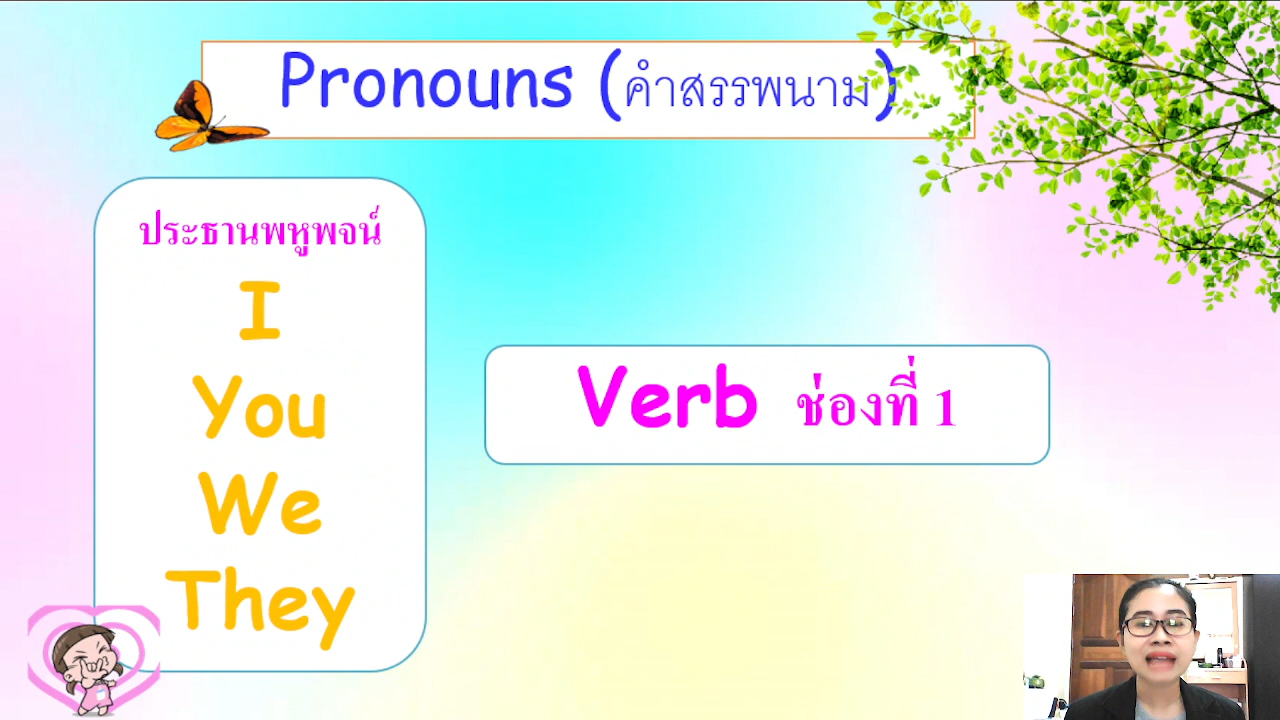 Pronouns (คำสรรพนาม)
ประธานพหูพจน์
I
You
We
They
Verb ช่องที่ 1